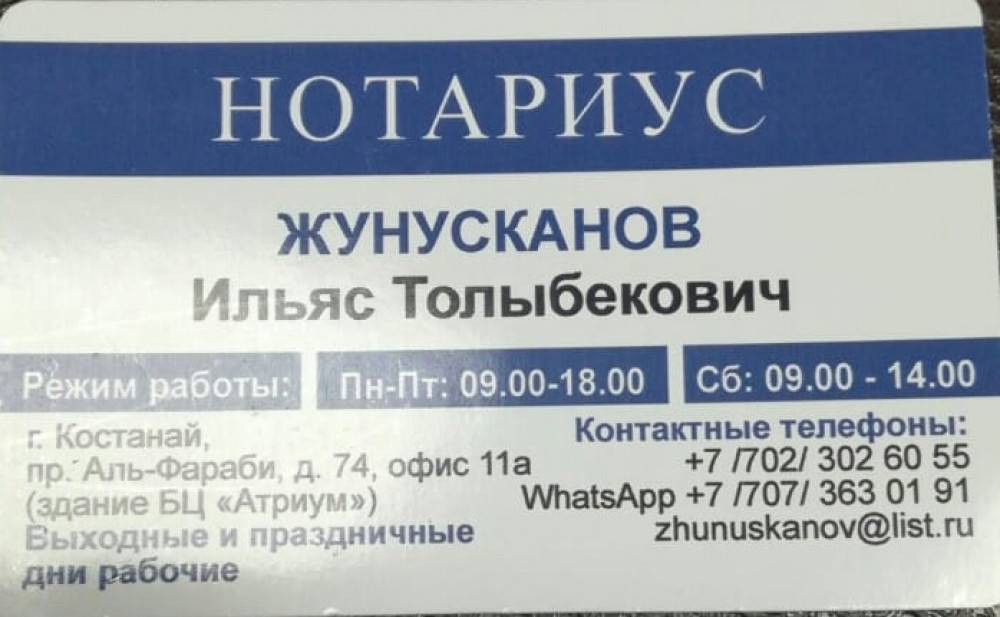 НОТАРИУС
ЖУНУСКАНОВ
Ильяс Толыбекович
Режим работы: Пн-Пт: 09.00-18.00 Сб: 09.00 - 14.00
г. Костанай,
пр. Аль-Фараби, д. 74, офис 11а
(здание БЦ «Атриум»)
Выходные и праздничные
дни рабочие
Контактные телефоны:
+7 /702/ 302 60 55
WhatsApp +7 /707/ 363 01 91
zhunuskanov@list.ru